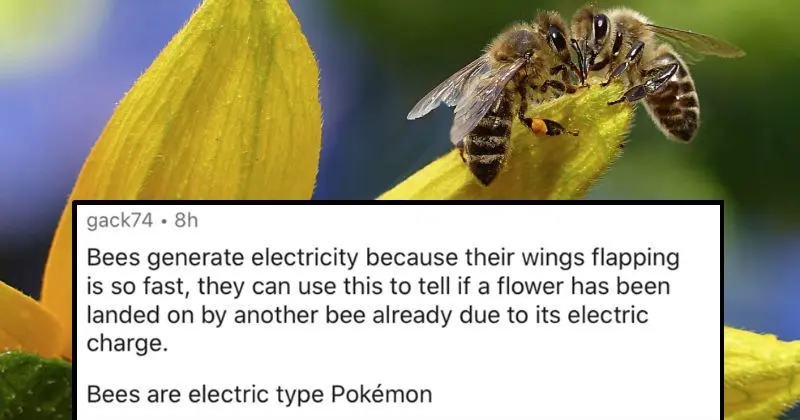 gack74 • 8h
Bees generate electricity because their wings flapping
is so fast, they can use this to tell if a flower has been
landed on by another bee already due to its electric
charge.
Bees are electric type Pokémon